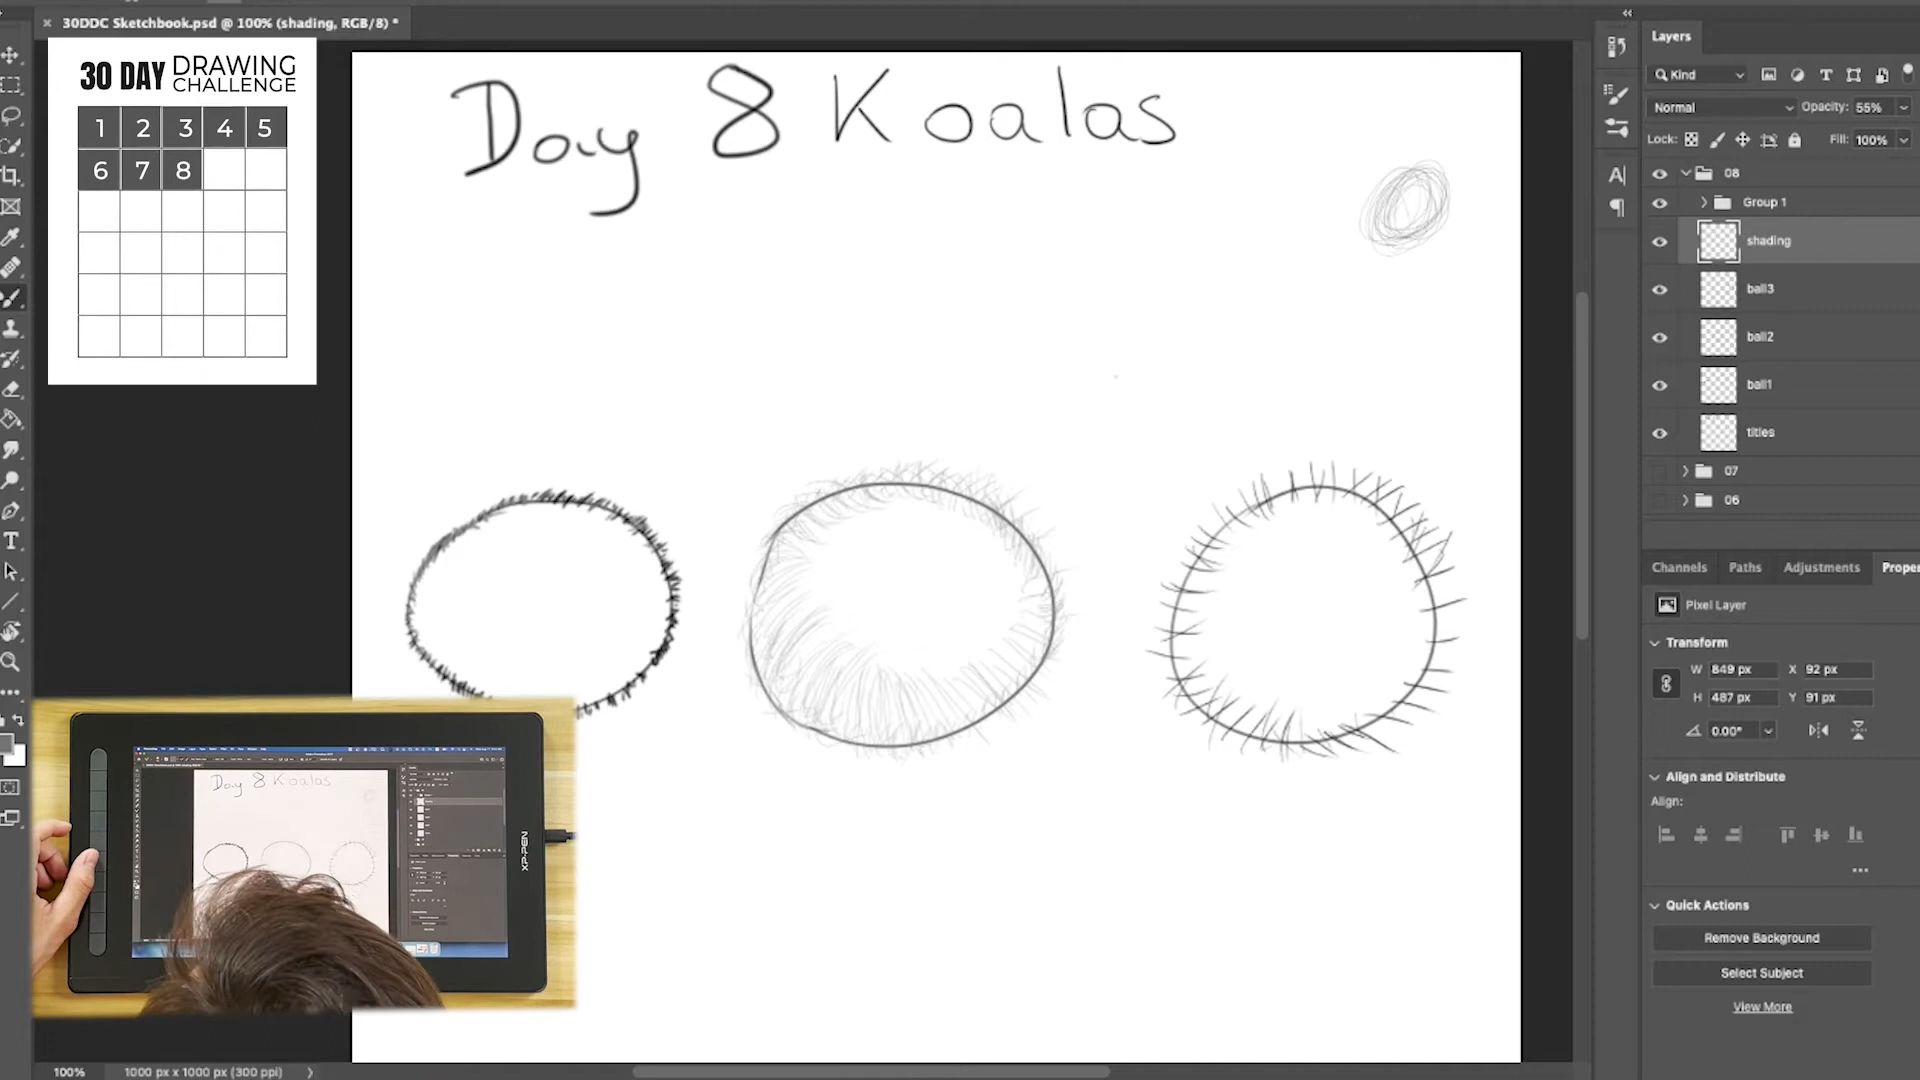 30DDC Sketchbook.psd @ 100% (shading, RGB/8) *
30 DAY DRAWING CHALLENGE
1 2 3 4 5
6 7 8
Day 8 Koalas
Layers
Kind
Normal Opacity: 55%
Lock: Fill: 100%
08
Group 1
shading
ball3
ball2
ball1
titles
07
06
Channels Paths Adjustments Proper
Pixel Layer
Transform
W 849 px X 92 px
H 487 px Y 91 px
0.00°
Align and Distribute
Align:
Quick Actions
Remove Background
Select Subject
View More
Day 8 Koalas
XPPEN
100% 1000 px x 1000 px (300 ppi)